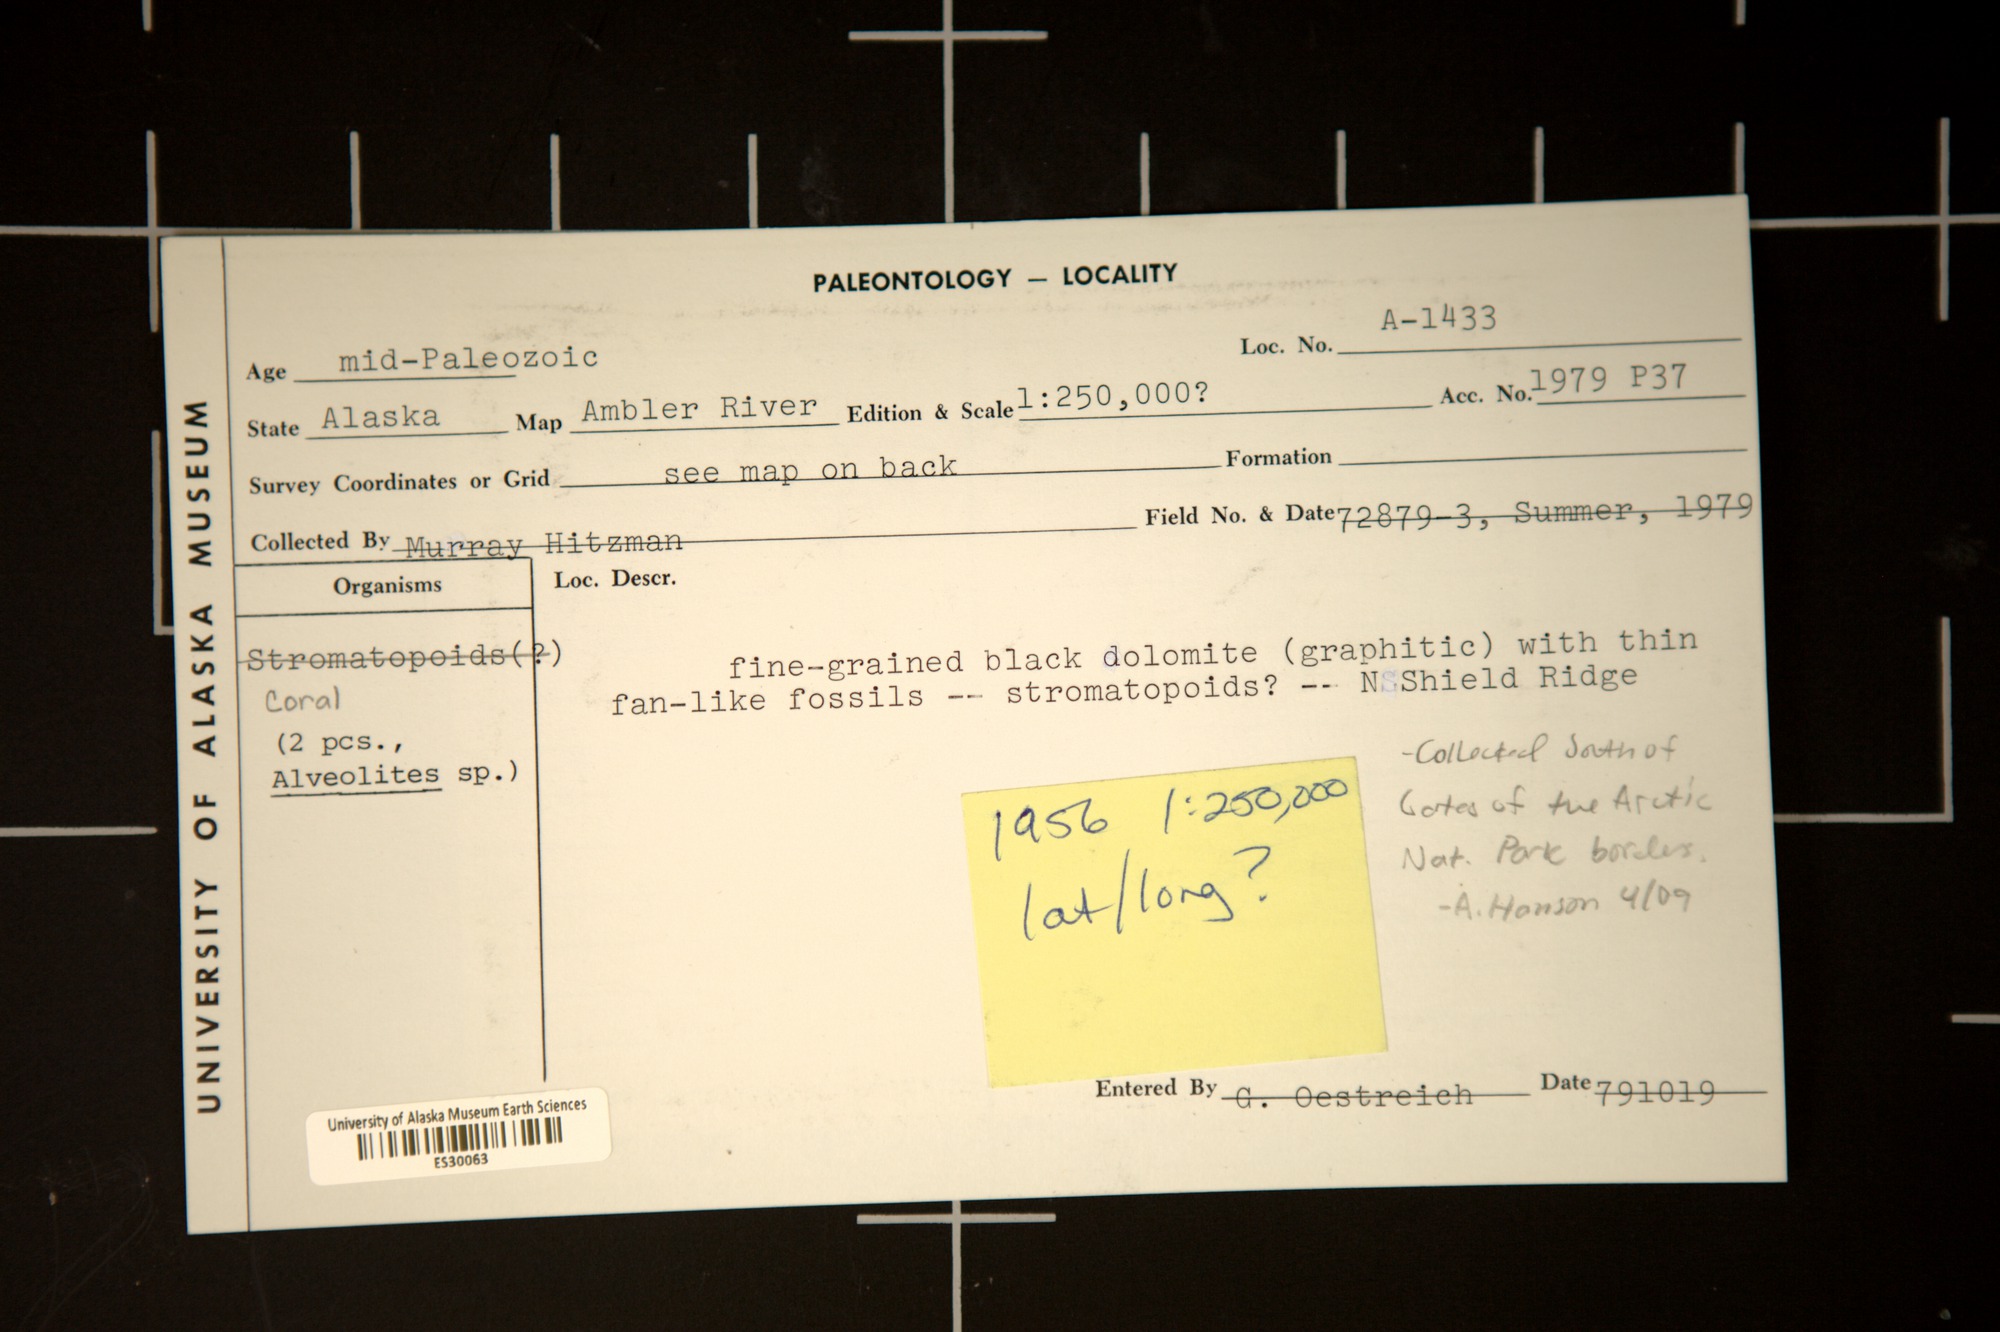 PALEONTOLOGY — LOCALITY
Loc. No. A-1433
Age mid-Paleozoic
State Alaska Map Ambler River Edition & Scale 1:250,000? Acc. No. 1979 P37
Survey Coordinates or Grid see map on back Formation
Collected By Murray Hitzman Field No. & Date 72879-3, Summer, 1979
Organisms
Loc. Descr.
Stromatopoids(?)
Coral
(2 pcs.,
Alveolites sp.)
fine-grained black dolomite (graphitic) with thin
fan-like fossils -- stromatopoids? -- N Shield Ridge
-Collected South of
Gates of the Arctic
Nat. Park borders.
-A. Hanson 4/09
1956 1:250,000
lat/long?
Entered By G. Oestreich Date 791019
University of Alaska Museum Earth Sciences
ES30063
UNIVERSITY OF ALASKA MUSEUM